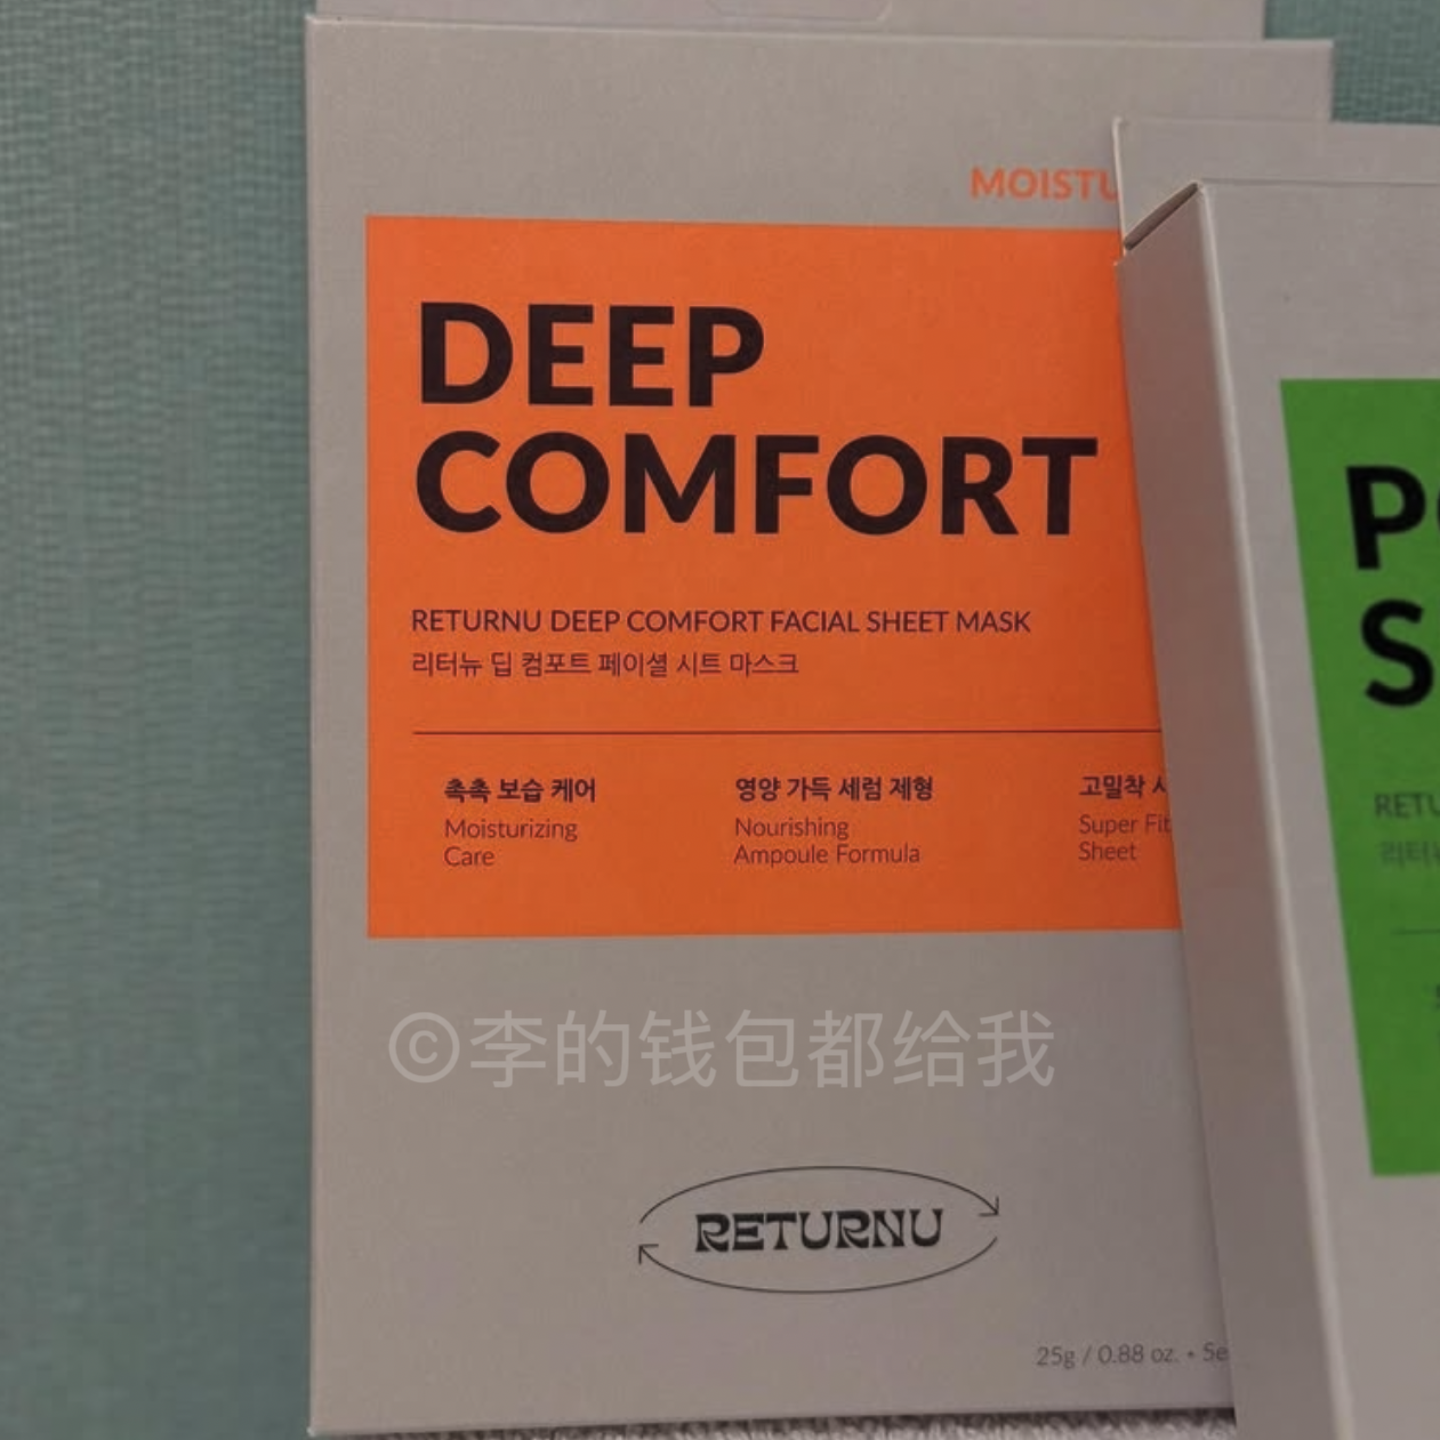 DEEP
COMFORT
RETURNU DEEP COMFORT FACIAL SHEET MASK
리터뉴 딥 컴포트 페이셜 시트 마스크
촉촉 보습 케어
Moisturizing
Care
영양 가득 세럼 제형
Nourishing
Ampoule Formula
고밀착
Super Fit
Sheet
©李的钱包都给我
RETURNU
25g / 0.88 oz.